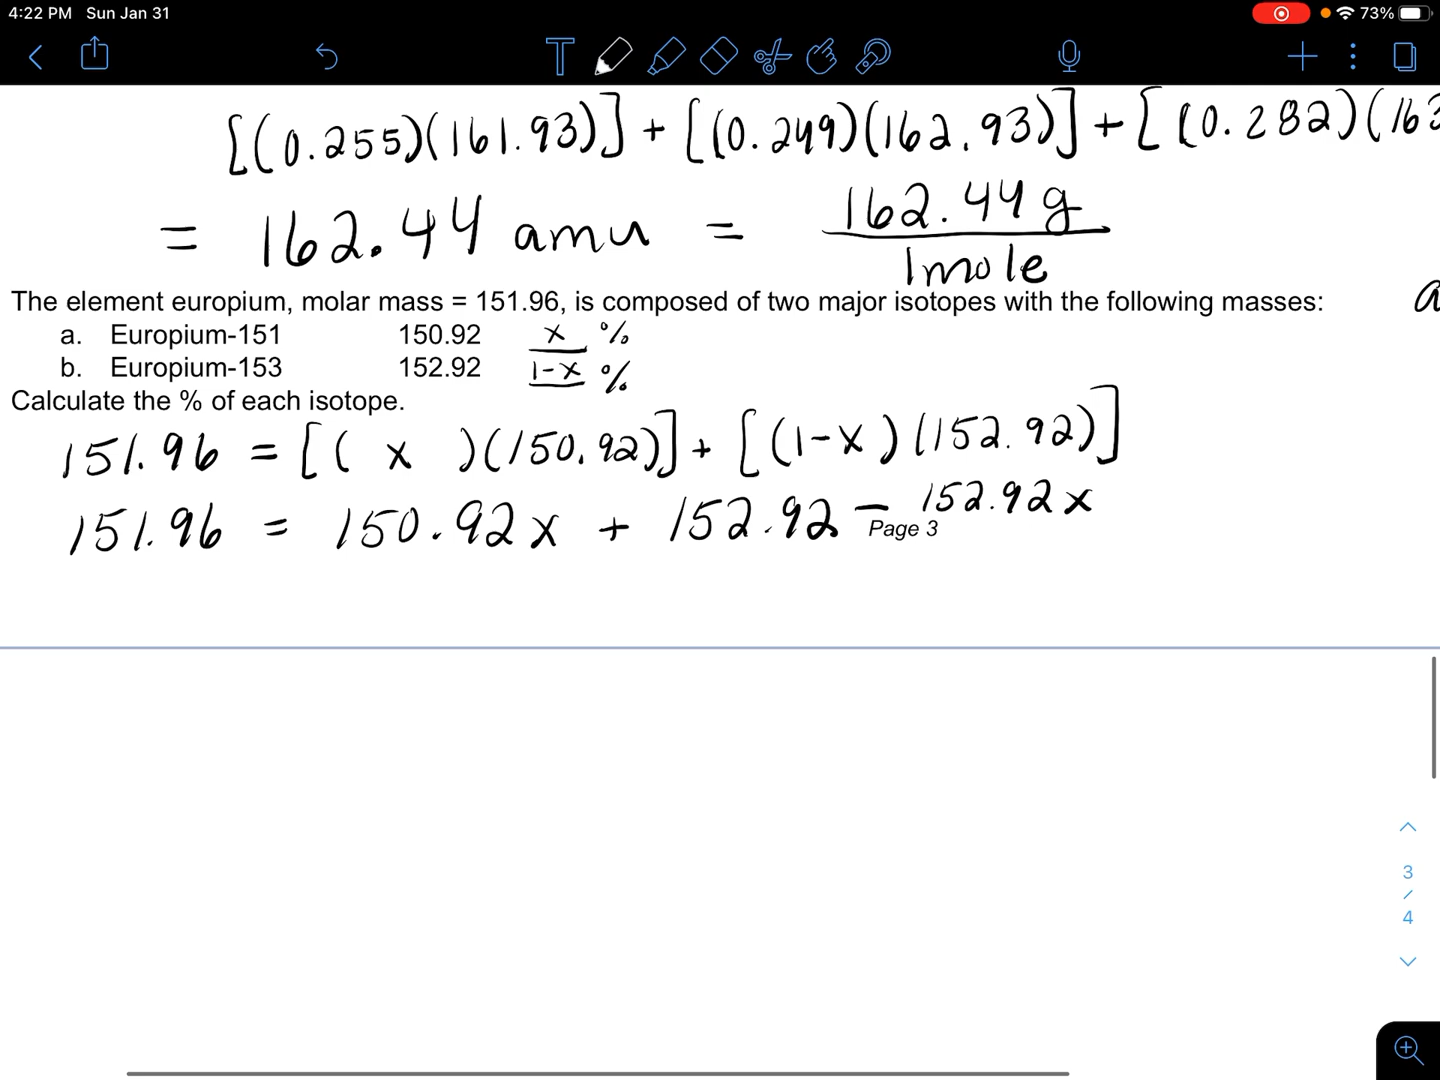 4:22 PM Sun Jan 31 73%
[(0.255)(161.93)] + [(0.249)(162.93)] + [(0.282)(163
= 162.44 amu = 162.44 g
1 mole
The element europium, molar mass = 151.96, is composed of two major isotopes with the following masses:
a. Europium-151 150.92 x %
b. Europium-153 152.92 1-x %
Calculate the % of each isotope.
151.96 = [( x )(150.92)] + [(1-x)(152.92)]
151.96 = 150.92x + 152.92 - 152.92x
Page 3
3
/
4